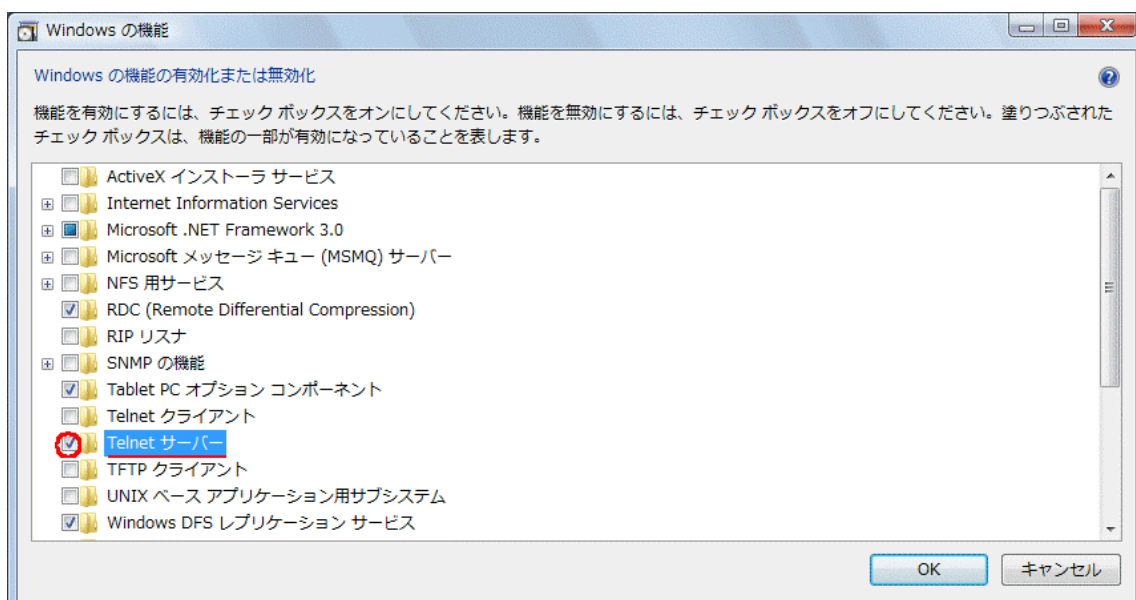 Windows の機能
Windows の機能の有効化または無効化
機能を有効にするには、チェック ボックスをオンにしてください。機能を無効にするには、チェック ボックスをオフにしてください。塗りつぶされた
チェック ボックスは、機能の一部が有効になっていることを表します。
ActiveX インストーラ サービス
Internet Information Services
Microsoft .NET Framework 3.0
Microsoft メッセージ キュー (MSMQ) サーバー
NFS 用サービス
RDC (Remote Differential Compression)
RIP リスナ
SNMP の機能
Tablet PC オプション コンポーネント
Telnet クライアント
Telnet サーバー
TFTP クライアント
UNIX ベース アプリケーション用サブシステム
Windows DFS レプリケーション サービス
OK
キャンセル